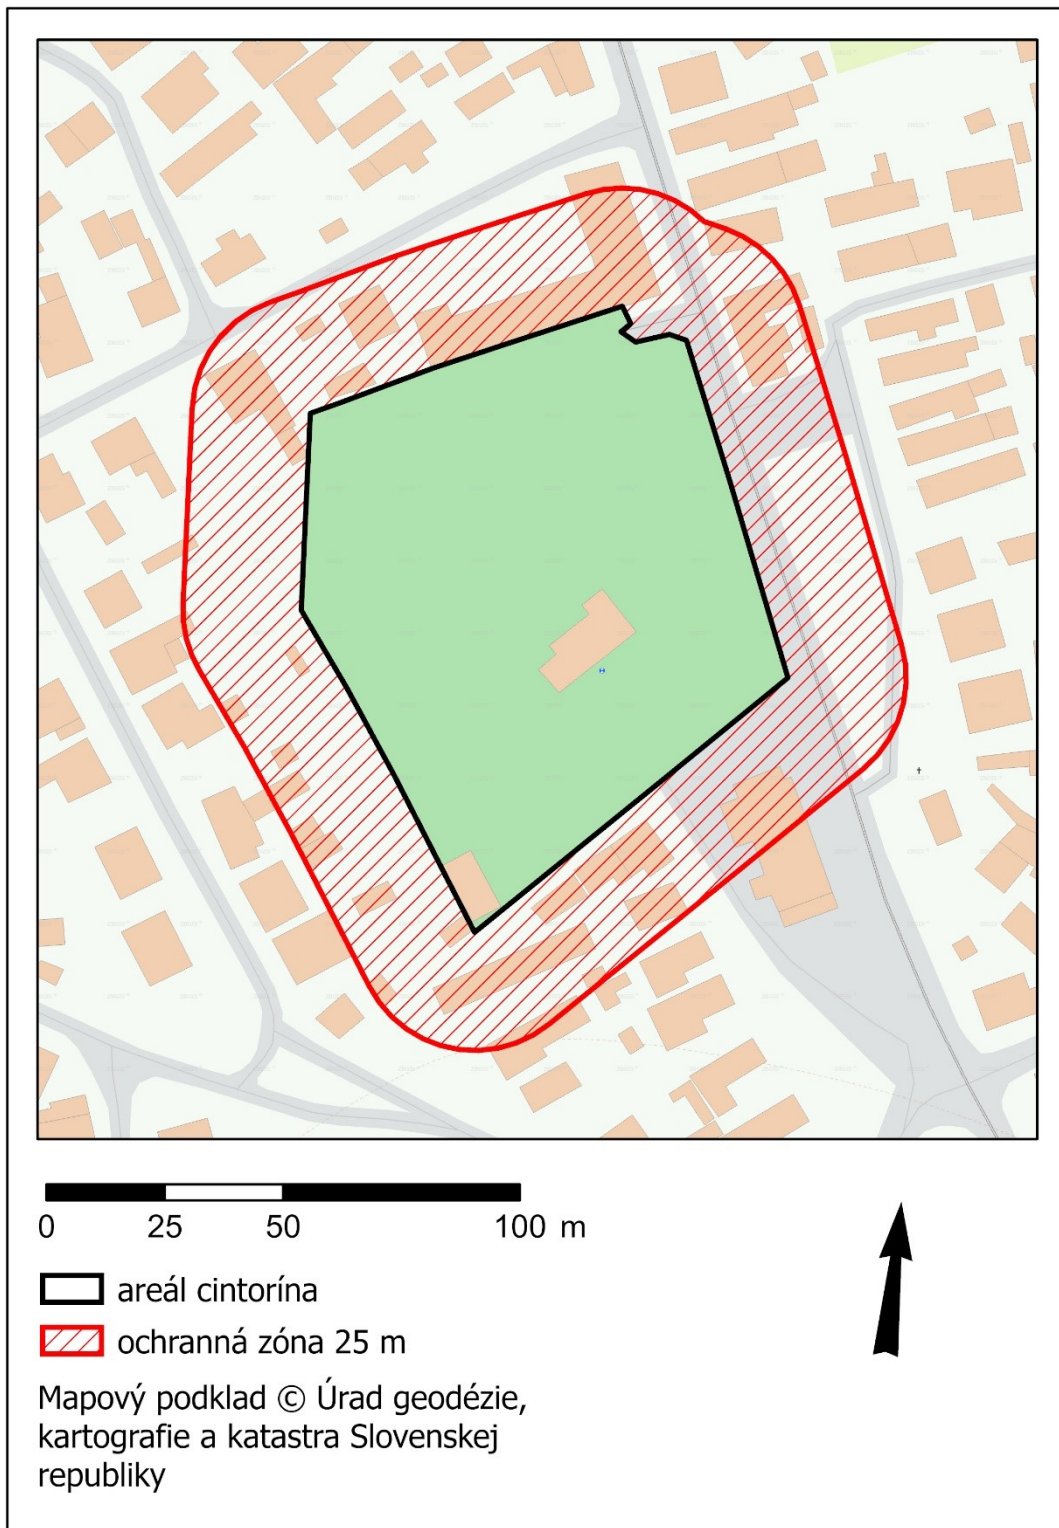 0 25 50 100 m
areál cintorína
ochranná zóna 25 m
Mapový podklad © Úrad geodézie,
kartografie a katastra Slovenskej
republiky